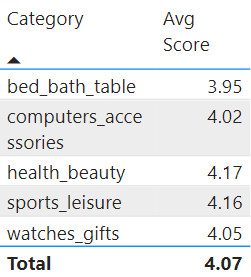 Category Avg
Score
bed_bath_table 3.95
computers_acce 4.02
ssories
health_beauty 4.17
sports_leisure 4.16
watches_gifts 4.05
Total 4.07